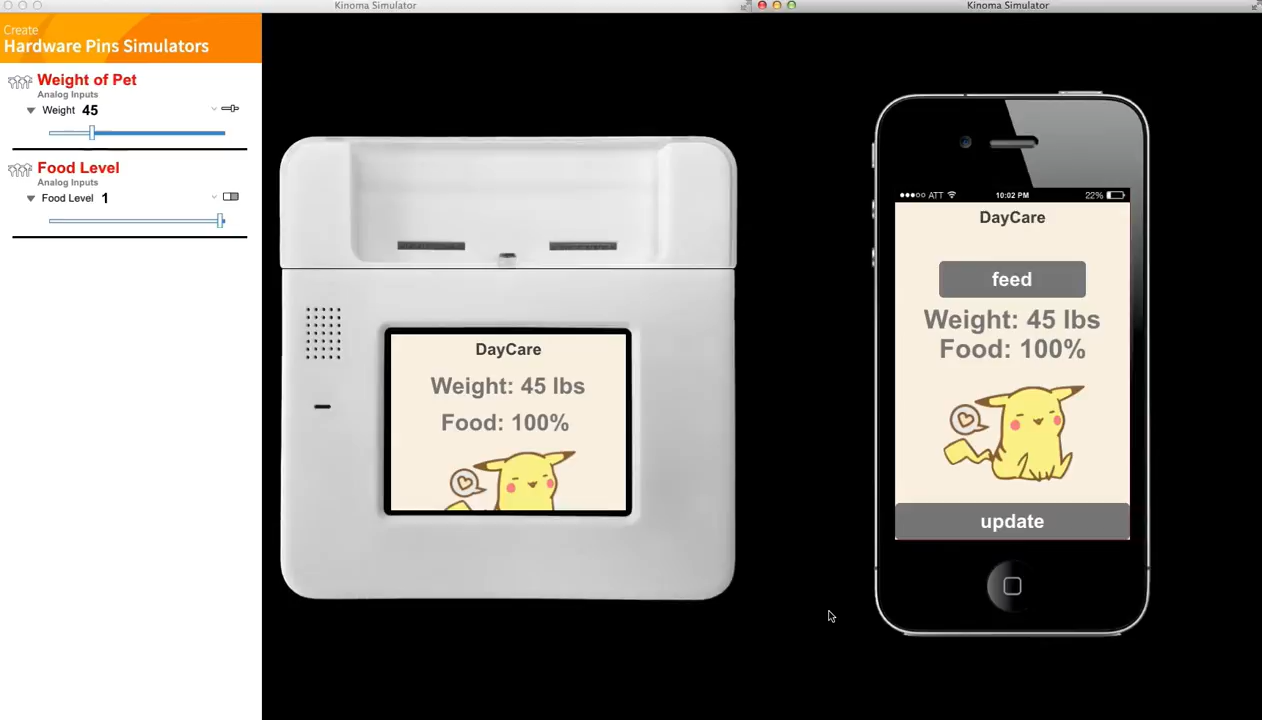 Kinoma Simulator
Kinoma Simulator
Create
Hardware Pins Simulators
Weight of Pet
Analog Inputs
Weight 45
Food Level
Analog Inputs
Food Level 1
DayCare
Weight: 45 lbs
Food: 100%
ATT 10:02 PM 22%
DayCare
feed
Weight: 45 lbs
Food: 100%
update